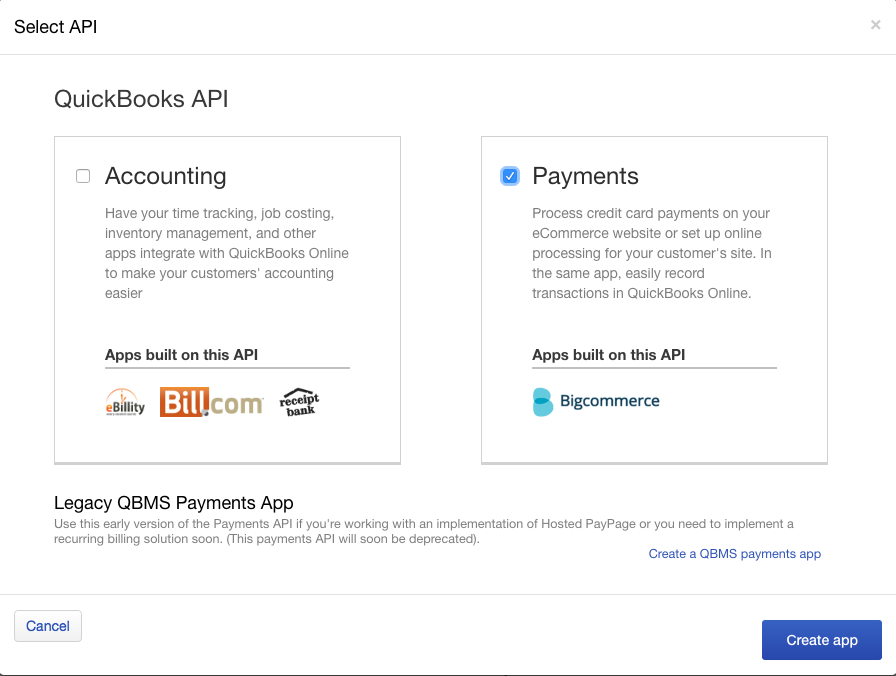 Select API
×
QuickBooks API
Accounting
Have your time tracking, job costing,
inventory management, and other
apps integrate with QuickBooks Online
to make your customers' accounting
easier
Apps built on this API
eBillity
Bill.com
receipt
bank
Payments
Process credit card payments on your
eCommerce website or set up online
processing for your customer's site. In
the same app, easily record
transactions in QuickBooks Online.
Apps built on this API
Bigcommerce
Legacy QBMS Payments App
Use this early version of the Payments API if you're working with an implementation of Hosted PayPage or you need to implement a
recurring billing solution soon. (This payments API will soon be deprecated).
Create a QBMS payments app
Cancel
Create app